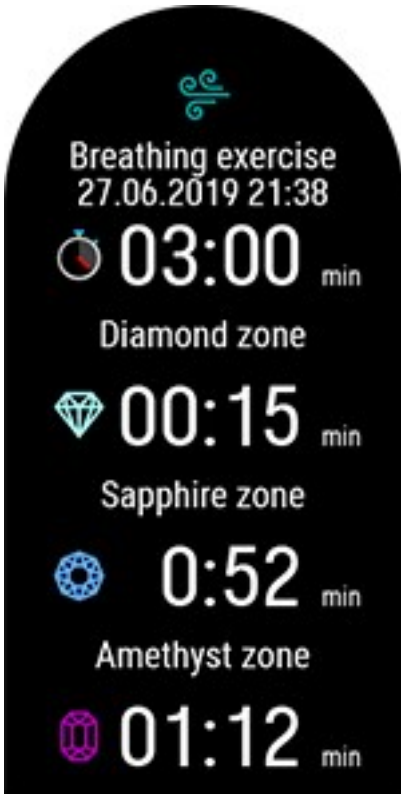 Breathing exercise
27.06.2019 21:38
03:00 min
Diamond zone
00:15 min
Sapphire zone
0:52 min
Amethyst zone
01:12 min